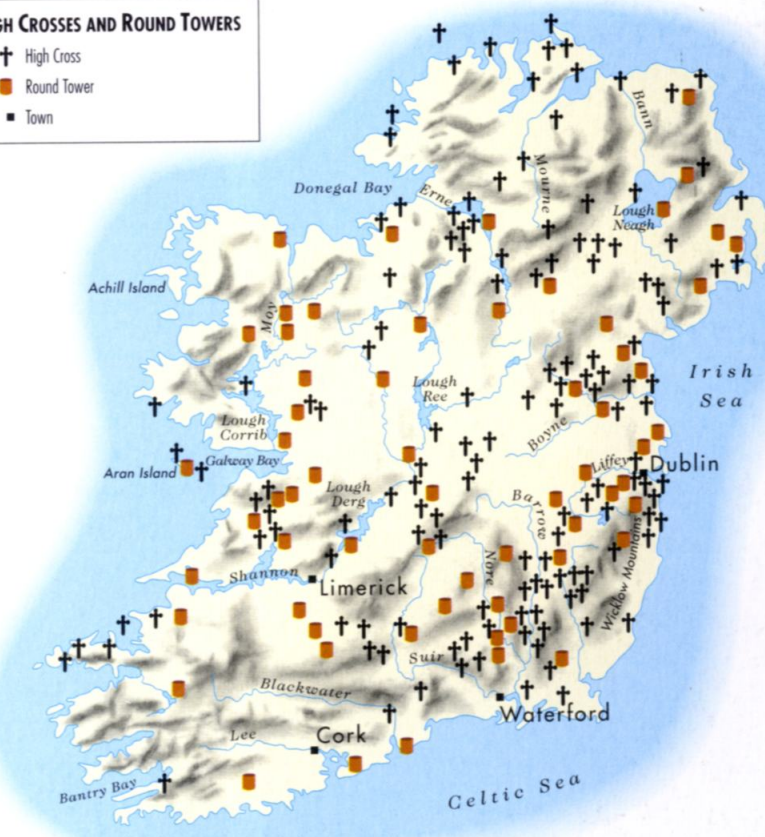 GH CROSSES AND ROUND TOWERS
High Cross
Round Tower
Town
Bann
Donegal Bay
Erne
Mourne
Lough
Neagh
Achill Island
Moy
Irish
Sea
Lough
Ree
Lough
Corrib
Boyne
Aran Island
Galway Bay
Liffey
Dublin
Lough
Derg
Barrow
Nore
Wicklow Mountains
Shannon
Limerick
Suir
Blackwater
Waterford
Lee
Cork
Bantry Bay
Celtic Sea